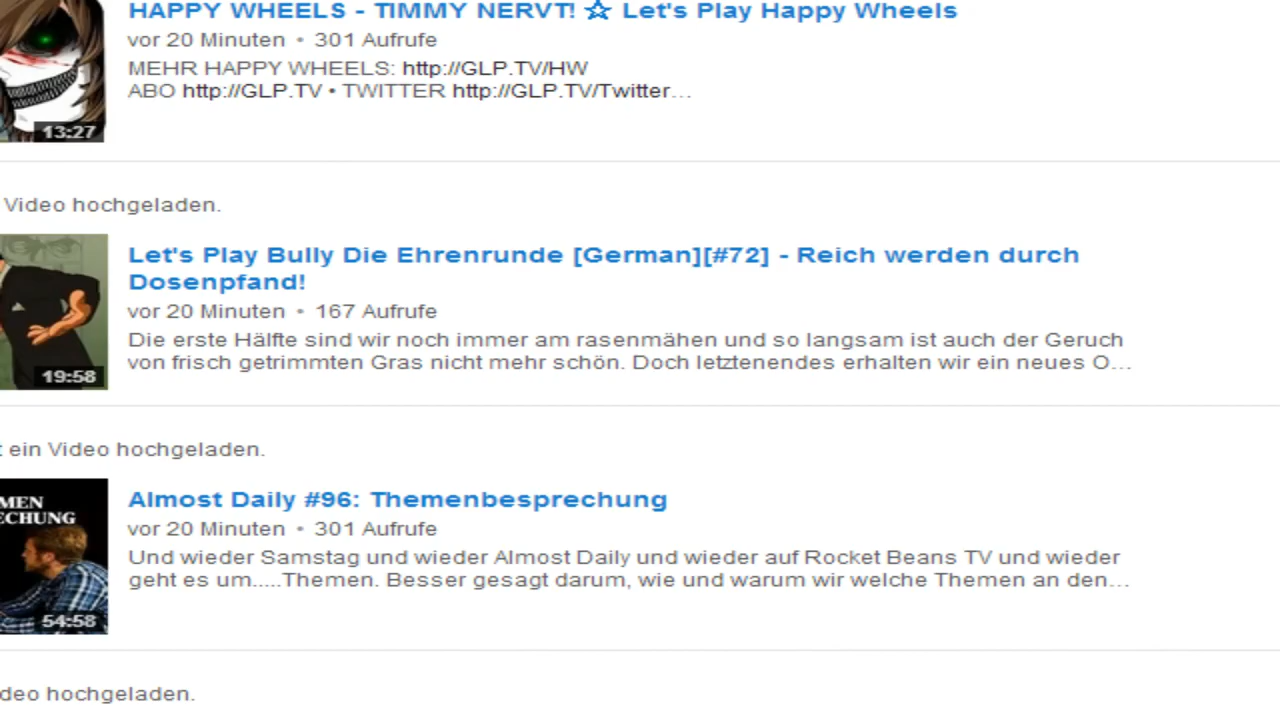 HAPPY WHEELS - TIMMY NERVT! ☆ Let's Play Happy Wheels
vor 20 Minuten • 301 Aufrufe
MEHR HAPPY WHEELS: http://GLP.TV/HW
ABO http://GLP.TV • TWITTER http://GLP.TV/Twitter...
13:27
Video hochgeladen.
Let's Play Bully Die Ehrenrunde [German][#72] - Reich werden durch
Dosenpfand!
vor 20 Minuten • 167 Aufrufe
Die erste Hälfte sind wir noch immer am rasenmähen und so langsam ist auch der Geruch
von frisch getrimmten Gras nicht mehr schön. Doch letztenendes erhalten wir ein neues O...
19:58
ein Video hochgeladen.
MEN
ECHUNG
Almost Daily #96: Themenbesprechung
vor 20 Minuten • 301 Aufrufe
Und wieder Samstag und wieder Almost Daily und wieder auf Rocket Beans TV und wieder
geht es um.....Themen. Besser gesagt darum, wie und warum wir welche Themen an den...
54:58
deo hochgeladen.